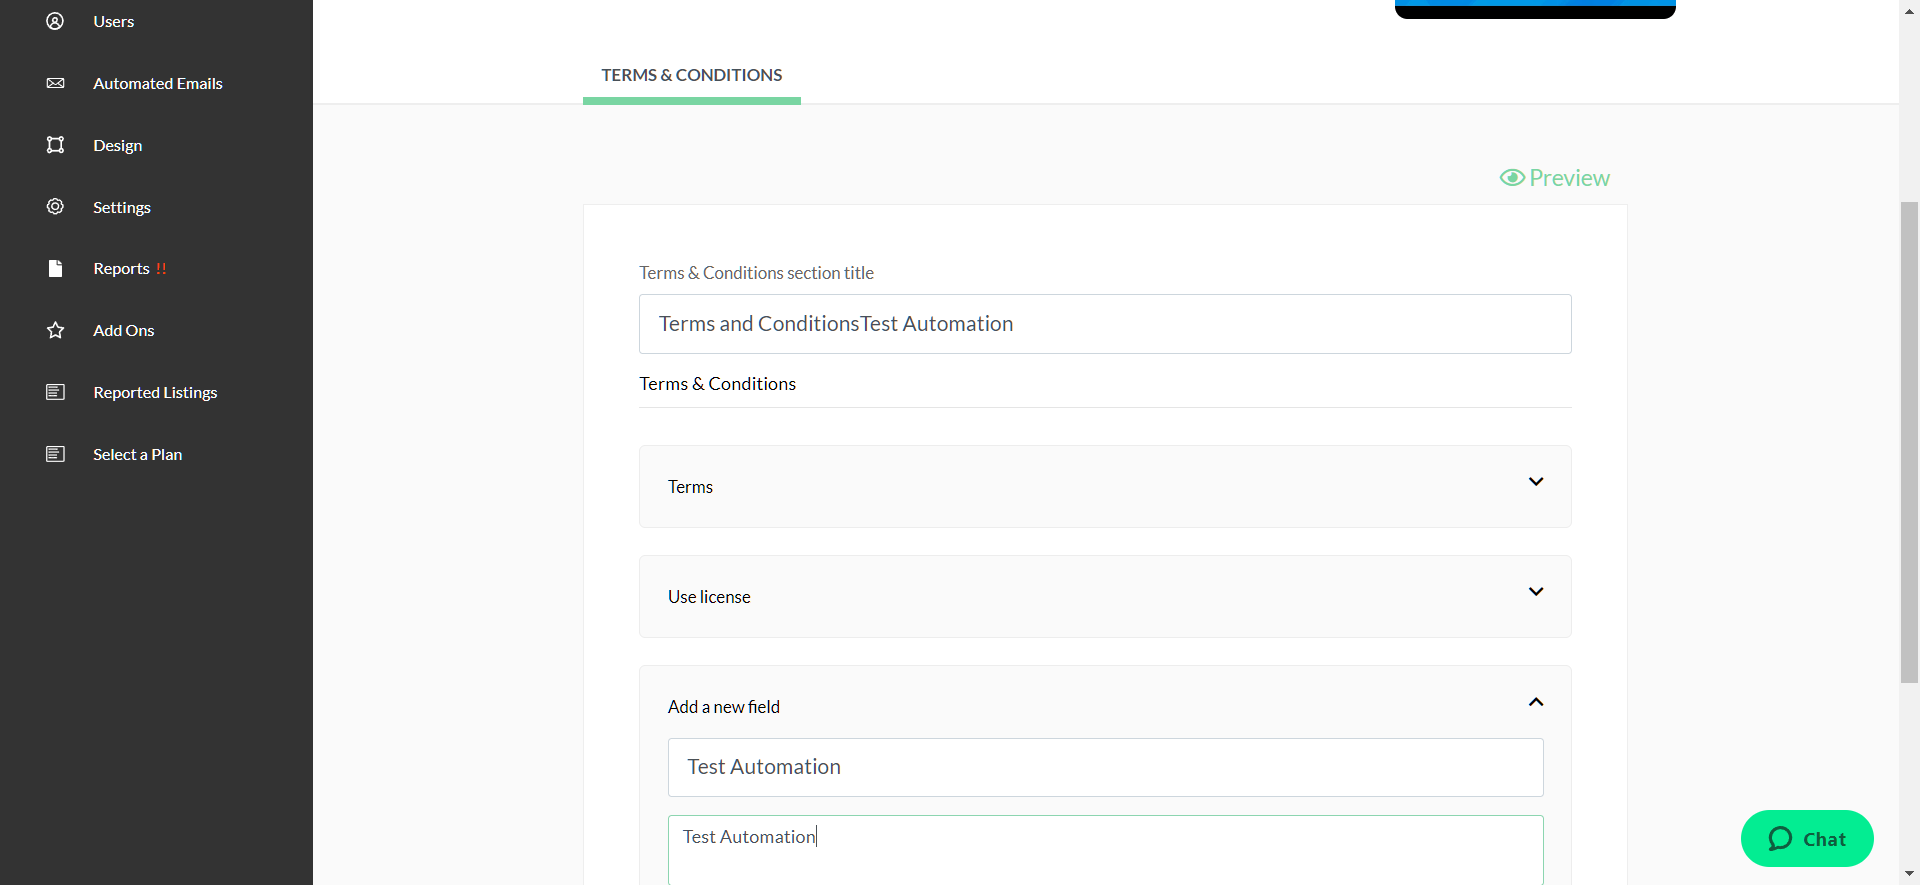 Users
Automated Emails
Design
Settings
Reports !!
Add Ons
Reported Listings
Select a Plan
TERMS & CONDITIONS
Preview
Terms & Conditions section title
Terms and ConditionsTest Automation
Terms & Conditions
Terms
Use license
Add a new field
Test Automation
Test Automation
Chat